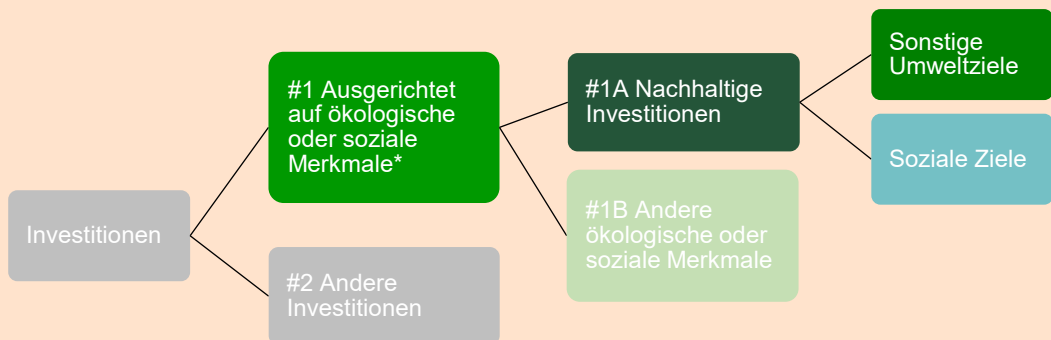 Investitionen
#1 Ausgerichtet
auf ökologische
oder soziale
Merkmale*
#2 Andere
Investitionen
#1A Nachhaltige
Investitionen
#1B Andere
ökologische oder
soziale Merkmale
Sonstige
Umweltziele
Soziale Ziele